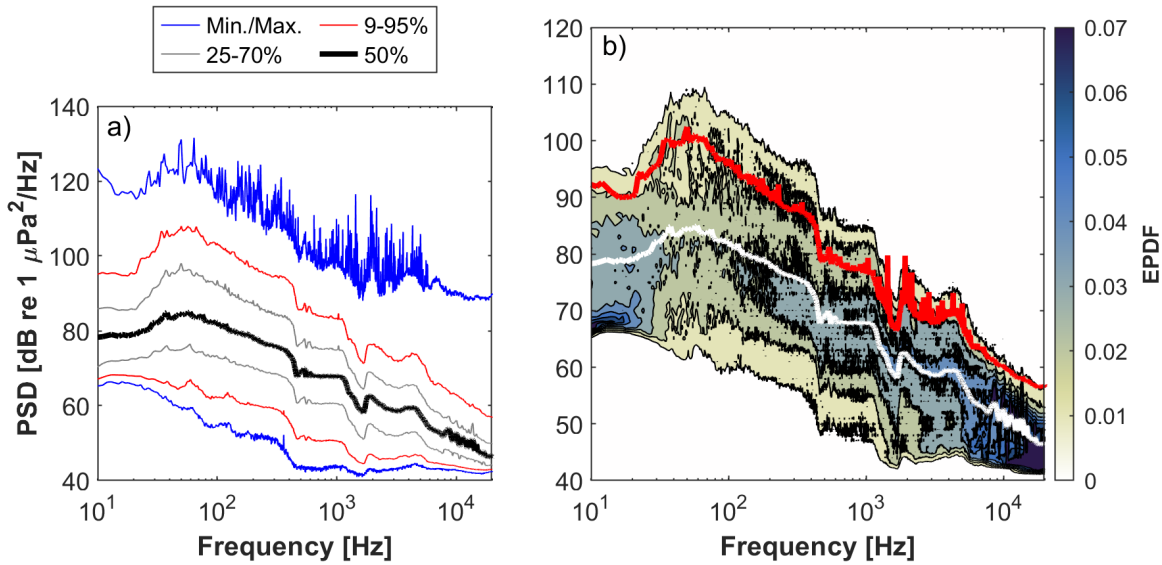 Min./Max. 9-95%
25-70% 50%
a)
140
120
100
80
60
40
PSD [dB re 1 μPa²/Hz]
10¹ 10² 10³ 10⁴
Frequency [Hz]
b)
120
110
100
90
80
70
60
50
40
10¹ 10² 10³ 10⁴
Frequency [Hz]
0.07
0.06
0.05
0.04
0.03
0.02
0.01
0
EPDF